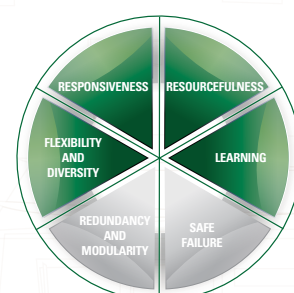 RESPONSIVENESS
RESOURCEFULNESS
FLEXIBILITY
AND
DIVERSITY
LEARNING
REDUNDANCY
AND
MODULARITY
SAFE
FAILURE